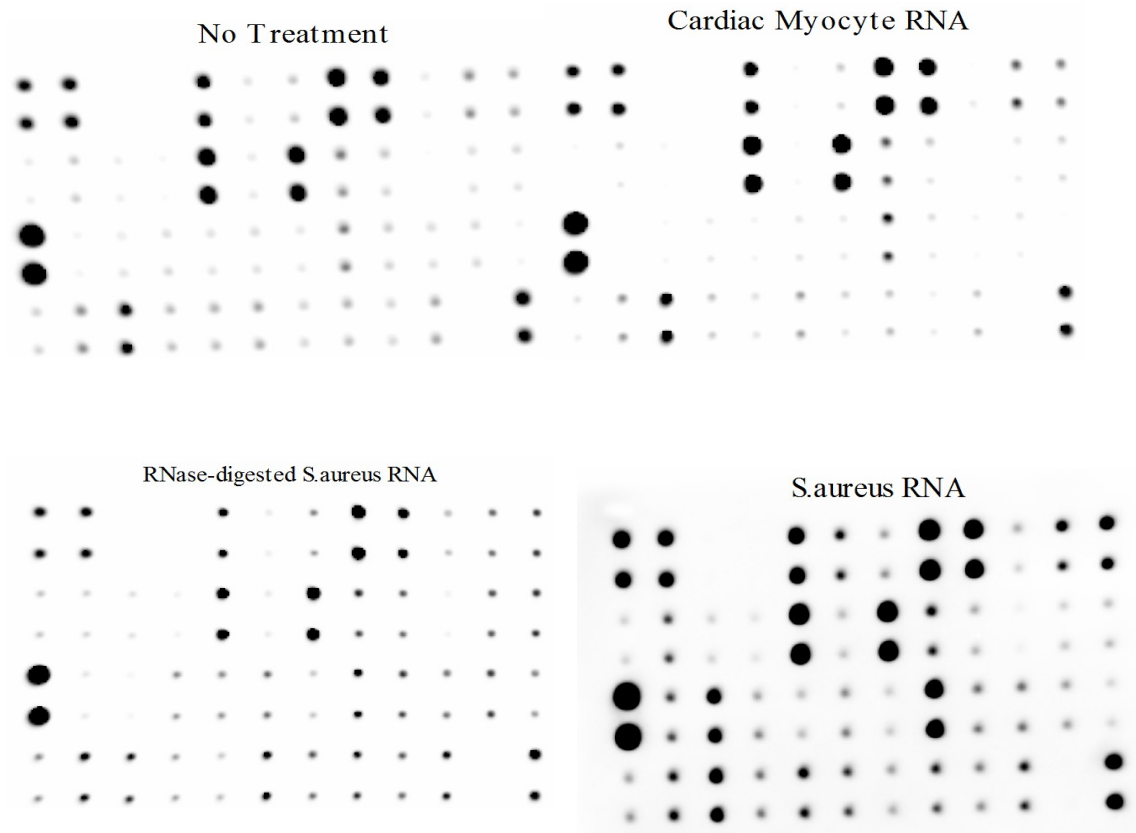 No Treatment
Cardiac Myocyte RNA
RNase-digested S.aureus RNA
S.aureus RNA